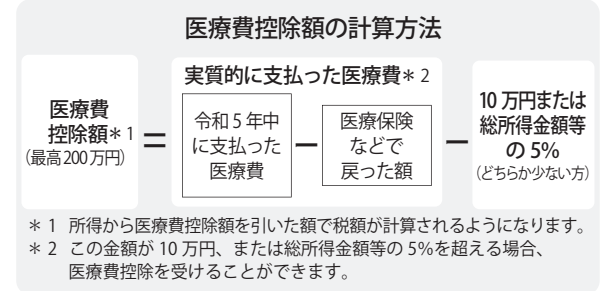 医療費控除額の計算方法
医療費
控除額＊1
（最高200万円）
＝
実質的に支払った医療費＊2
令和5年中
に支払った
医療費
－
医療保険
などで
戻った額
－
10万円または
総所得金額等
の5%
（どちらか少ない方）
＊1 所得から医療費控除額を引いた額で税額が計算されるようになります。
＊2 この金額が10万円、または総所得金額等の5%を超える場合、
医療費控除を受けることができます。